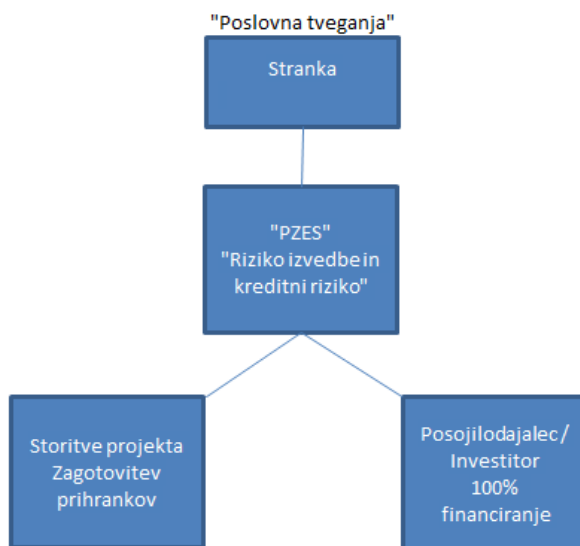 "Poslovna tveganja"
Stranka
"PZES"
"Riziko izvedbe in
kreditni riziko"
Storitve projekta
Zagotovitev
prihrankov
Posojilodajalec /
Investitor
100%
financiranje